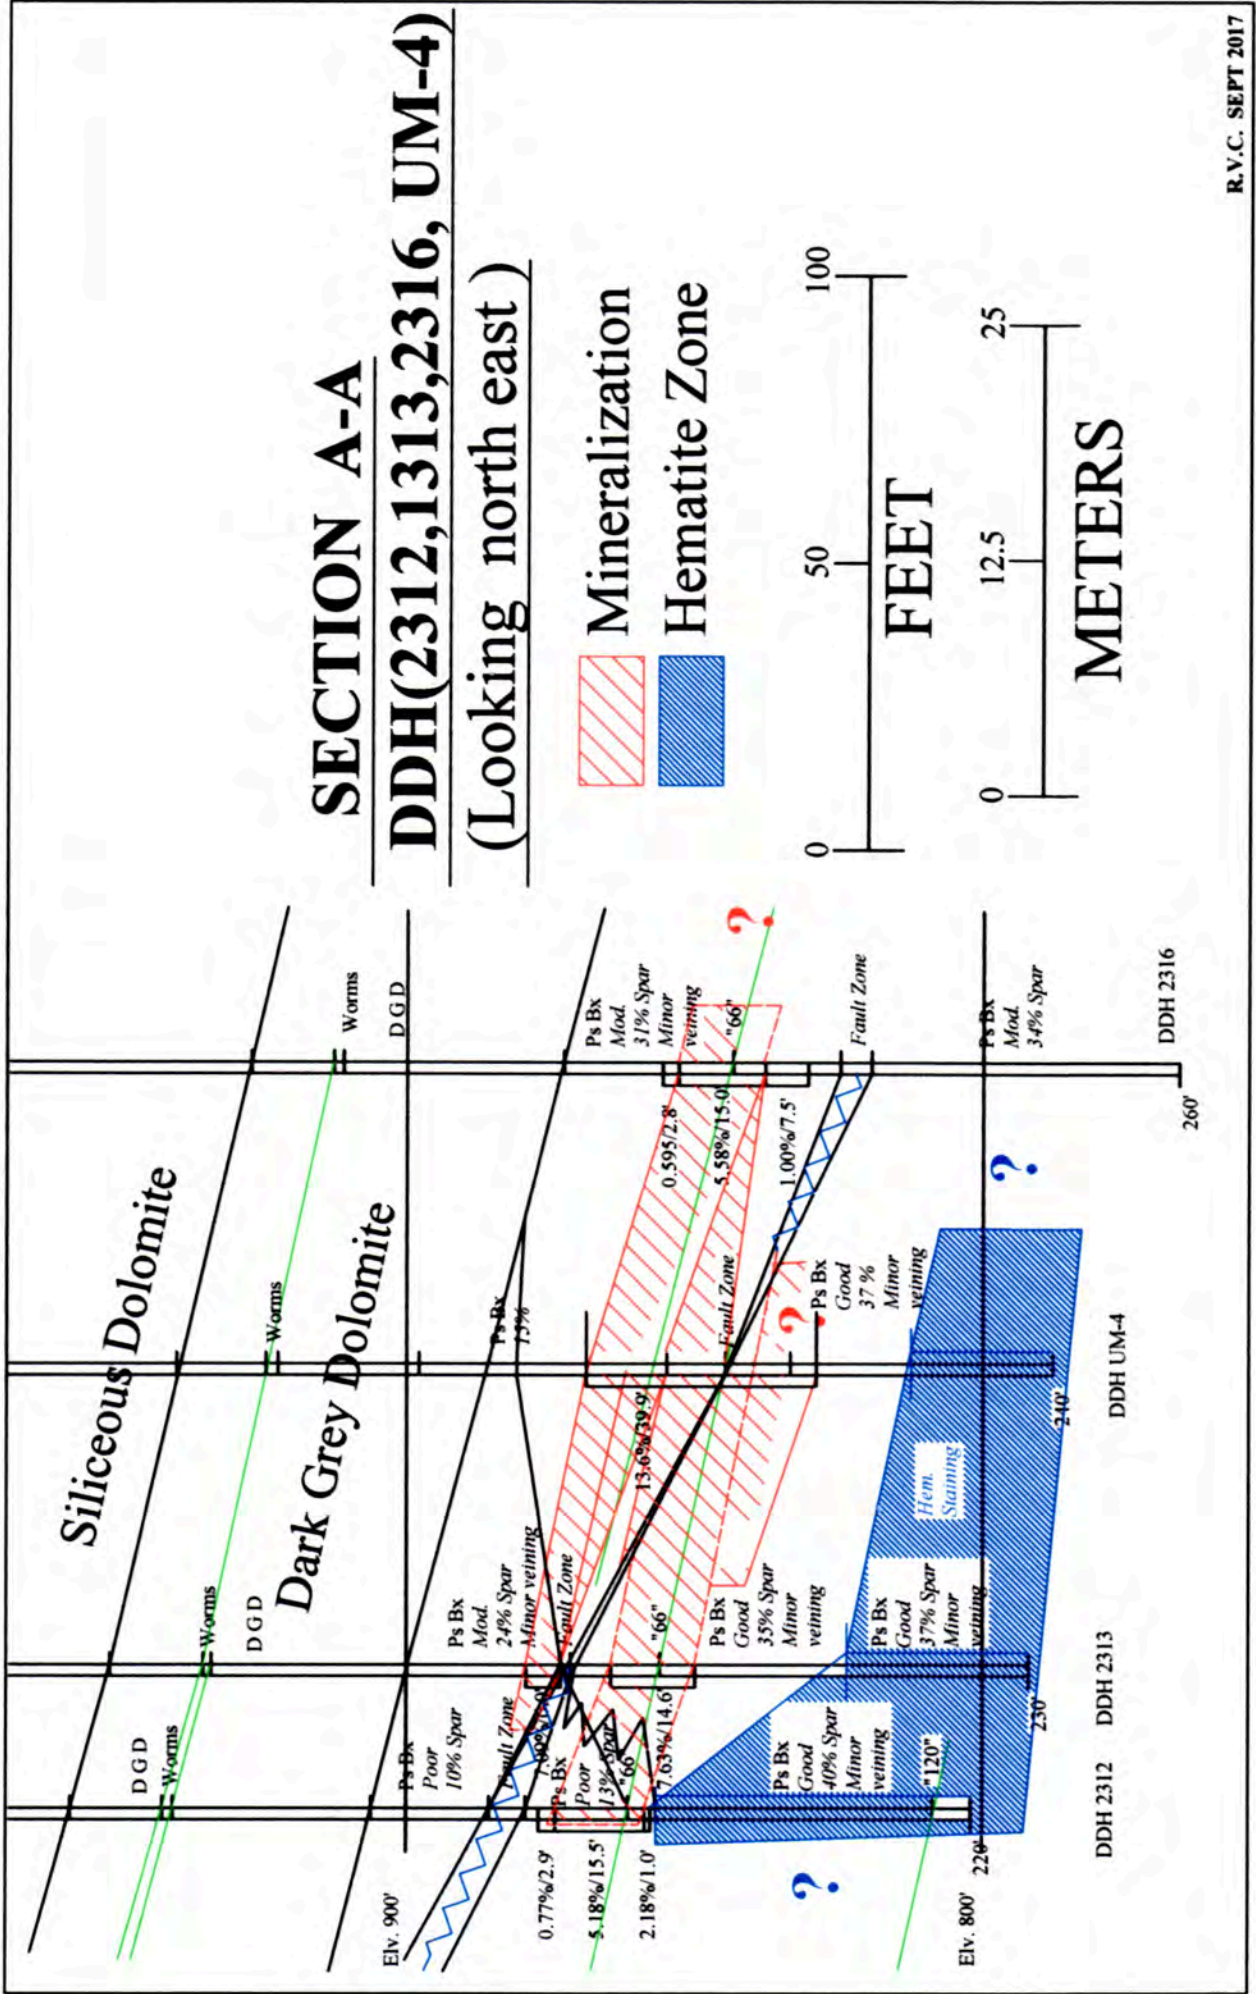 SECTION A-A
DDH(2312,1313,2316, UM-4)
(Looking north east )
Mineralization
Hematite Zone
0 50 100
FEET
0 12.5 25
METERS
R.V.C. SEPT 2017
Siliceous Dolomite
Dark Grey Dolomite
D G D
Worms
D G D
Worms
Worms
Worms
D G D
Elv. 900'
Ps Bx
Poor
10% Spar
Fault Zone
Ps Bx
Mod.
24% Spar
Minor veining
Fault Zone
Ps Bx
13%
Ps Bx
Mod.
31% Spar
Minor
veining
0.77%/2.9'
5.18%/15.5'
2.18%/1.0'
Ps Bx
Poor
13% Spar
"66"
7.63%/14.6'
"66"
13.6%/39.9'
Fault Zone
0.595/2.8'
5.58%/15.0'
1.00%/7.5'
"66"
?
Fault Zone
Ps Bx
Good
35% Spar
Minor
veining
?
Ps Bx
Good
37 %
Minor
veining
Ps Bx
Good
40% Spar
Minor
veining
"120"
Ps Bx
Good
37% Spar
Minor
veining
Hem.
Staining
?
?
Ps Bx
Mod.
34% Spar
Elv. 800'
220'
230'
240'
260'
DDH 2312
DDH 2313
DDH UM-4
DDH 2316